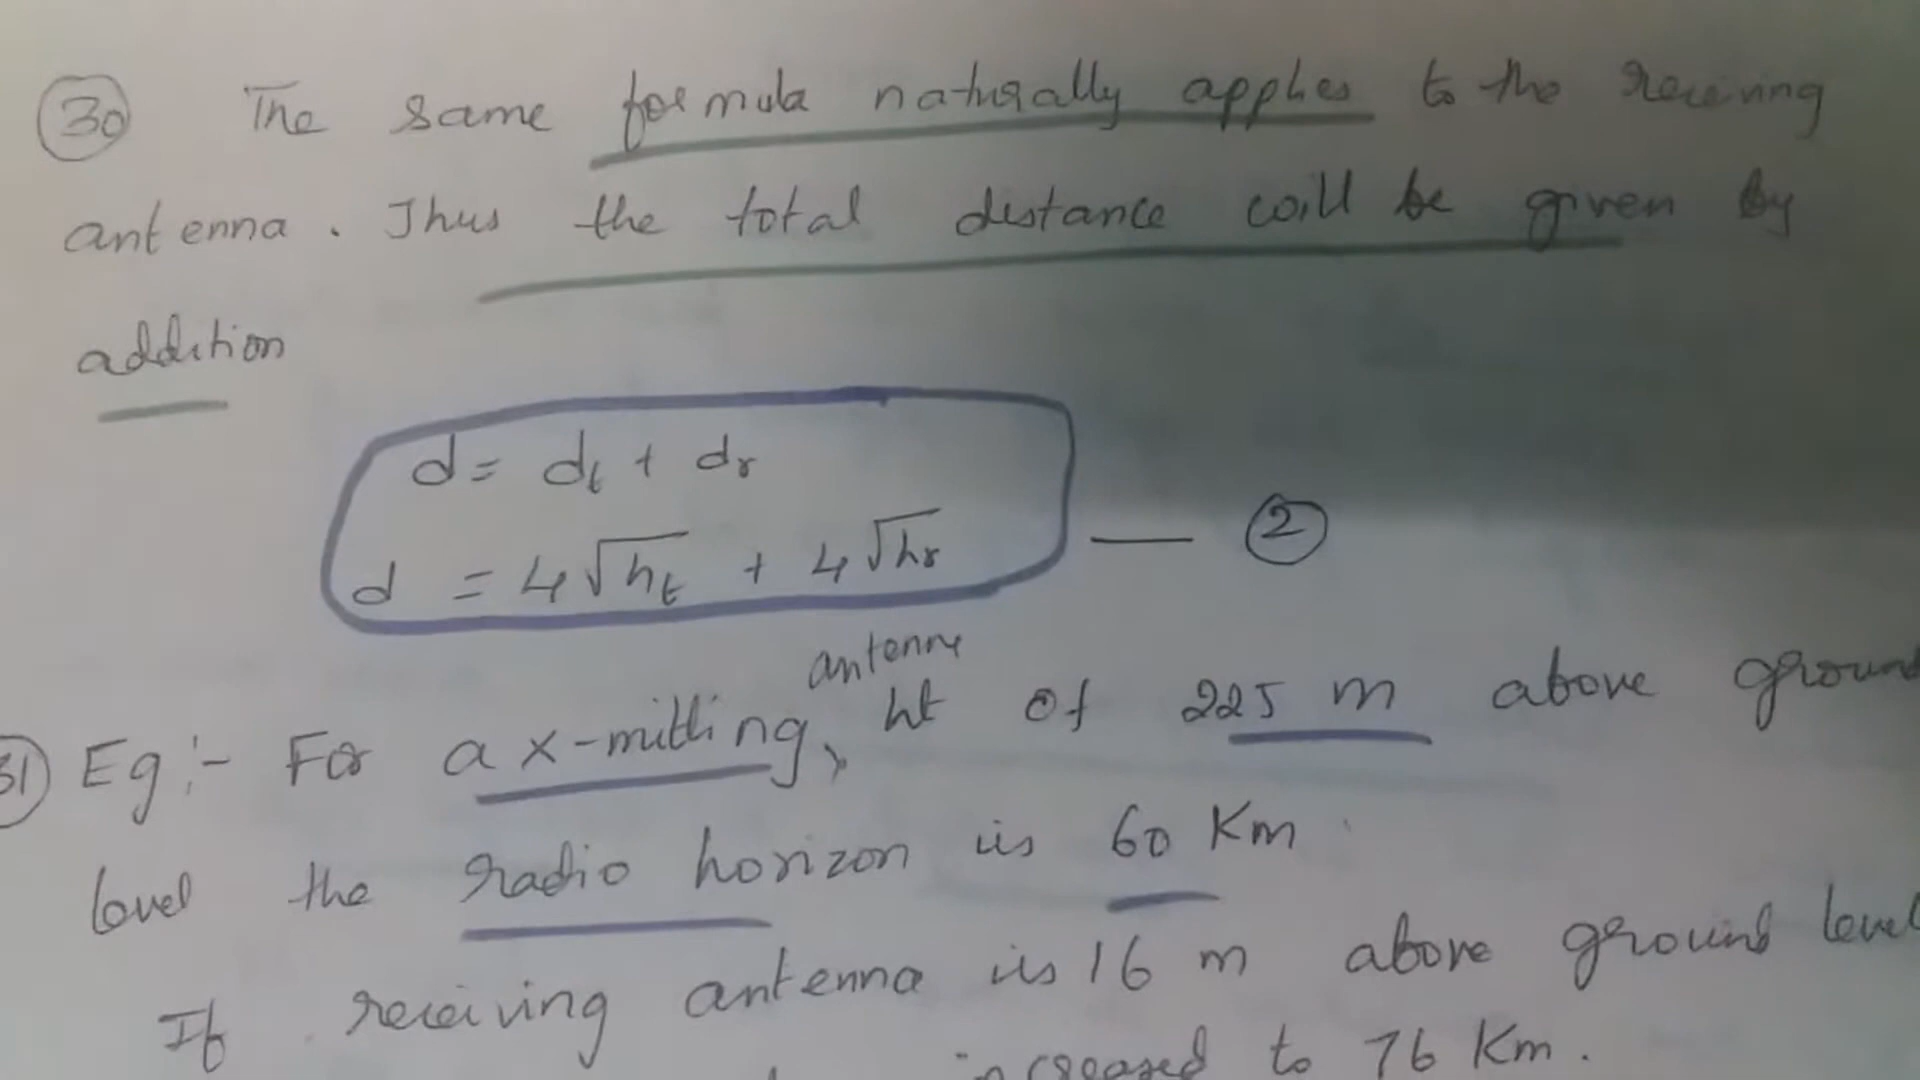 30 The same formula naturally applies to the receiving
antenna. Thus the total distance will be given by
addition
d = dt + dr
d = 4√ht + 4√hr — 2
antenn
31 Eg:- For a x-mitting, ht of 225 m above ground
level the radio horizon is 60 Km.
If receiving antenna is 16 m above ground level
increased to 76 Km.